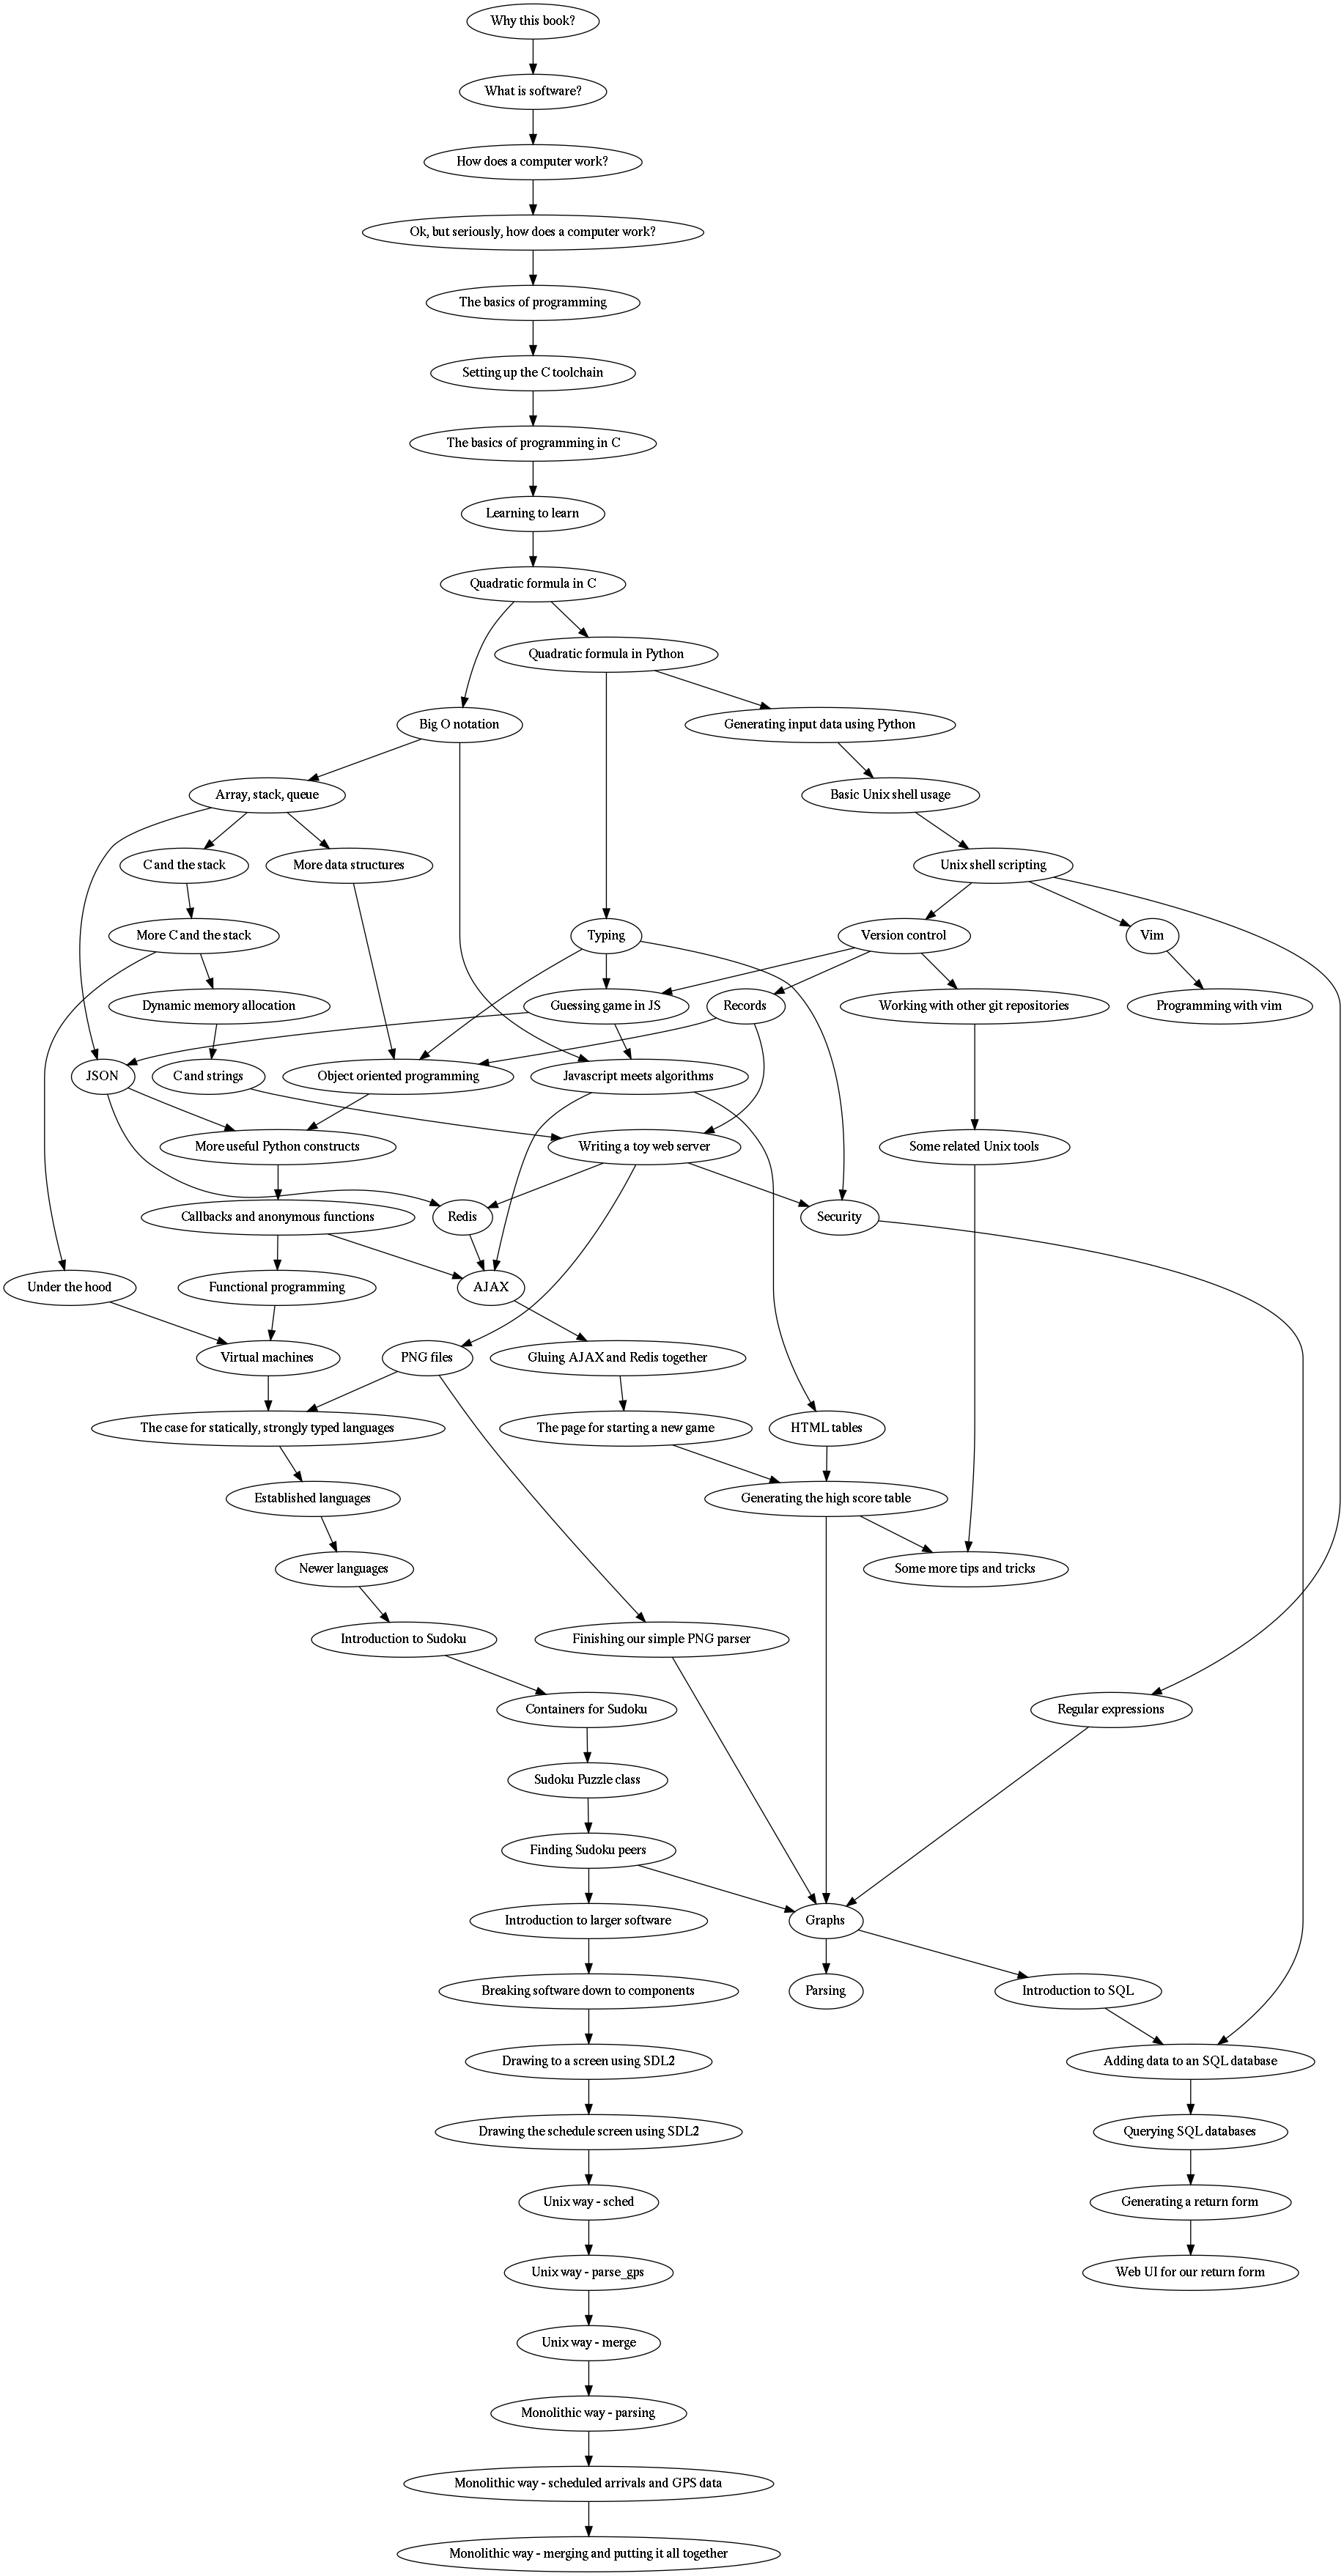 Why this book?
What is software?
How does a computer work?
Ok, but seriously, how does a computer work?
The basics of programming
Setting up the C toolchain
The basics of programming in C
Learning to learn
Quadratic formula in C
Quadratic formula in Python
Big O notation
Generating input data using Python
Array, stack, queue
Basic Unix shell usage
C and the stack
More data structures
Unix shell scripting
More C and the stack
Typing
Version control
Vim
Dynamic memory allocation
Guessing game in JS
Records
Working with other git repositories
Programming with vim
JSON
C and strings
Object oriented programming
Javascript meets algorithms
More useful Python constructs
Writing a toy web server
Some related Unix tools
Callbacks and anonymous functions
Redis
Security
Under the hood
Functional programming
AJAX
Virtual machines
PNG files
Gluing AJAX and Redis together
The case for statically, strongly typed languages
The page for starting a new game
HTML tables
Established languages
Generating the high score table
Newer languages
Some more tips and tricks
Introduction to Sudoku
Finishing our simple PNG parser
Containers for Sudoku
Regular expressions
Sudoku Puzzle class
Finding Sudoku peers
Introduction to larger software
Graphs
Breaking software down to components
Parsing
Introduction to SQL
Drawing to a screen using SDL2
Adding data to an SQL database
Drawing the schedule screen using SDL2
Querying SQL databases
Unix way - sched
Generating a return form
Unix way - parse_gps
Web UI for our return form
Unix way - merge
Monolithic way - parsing
Monolithic way - scheduled arrivals and GPS data
Monolithic way - merging and putting it all together